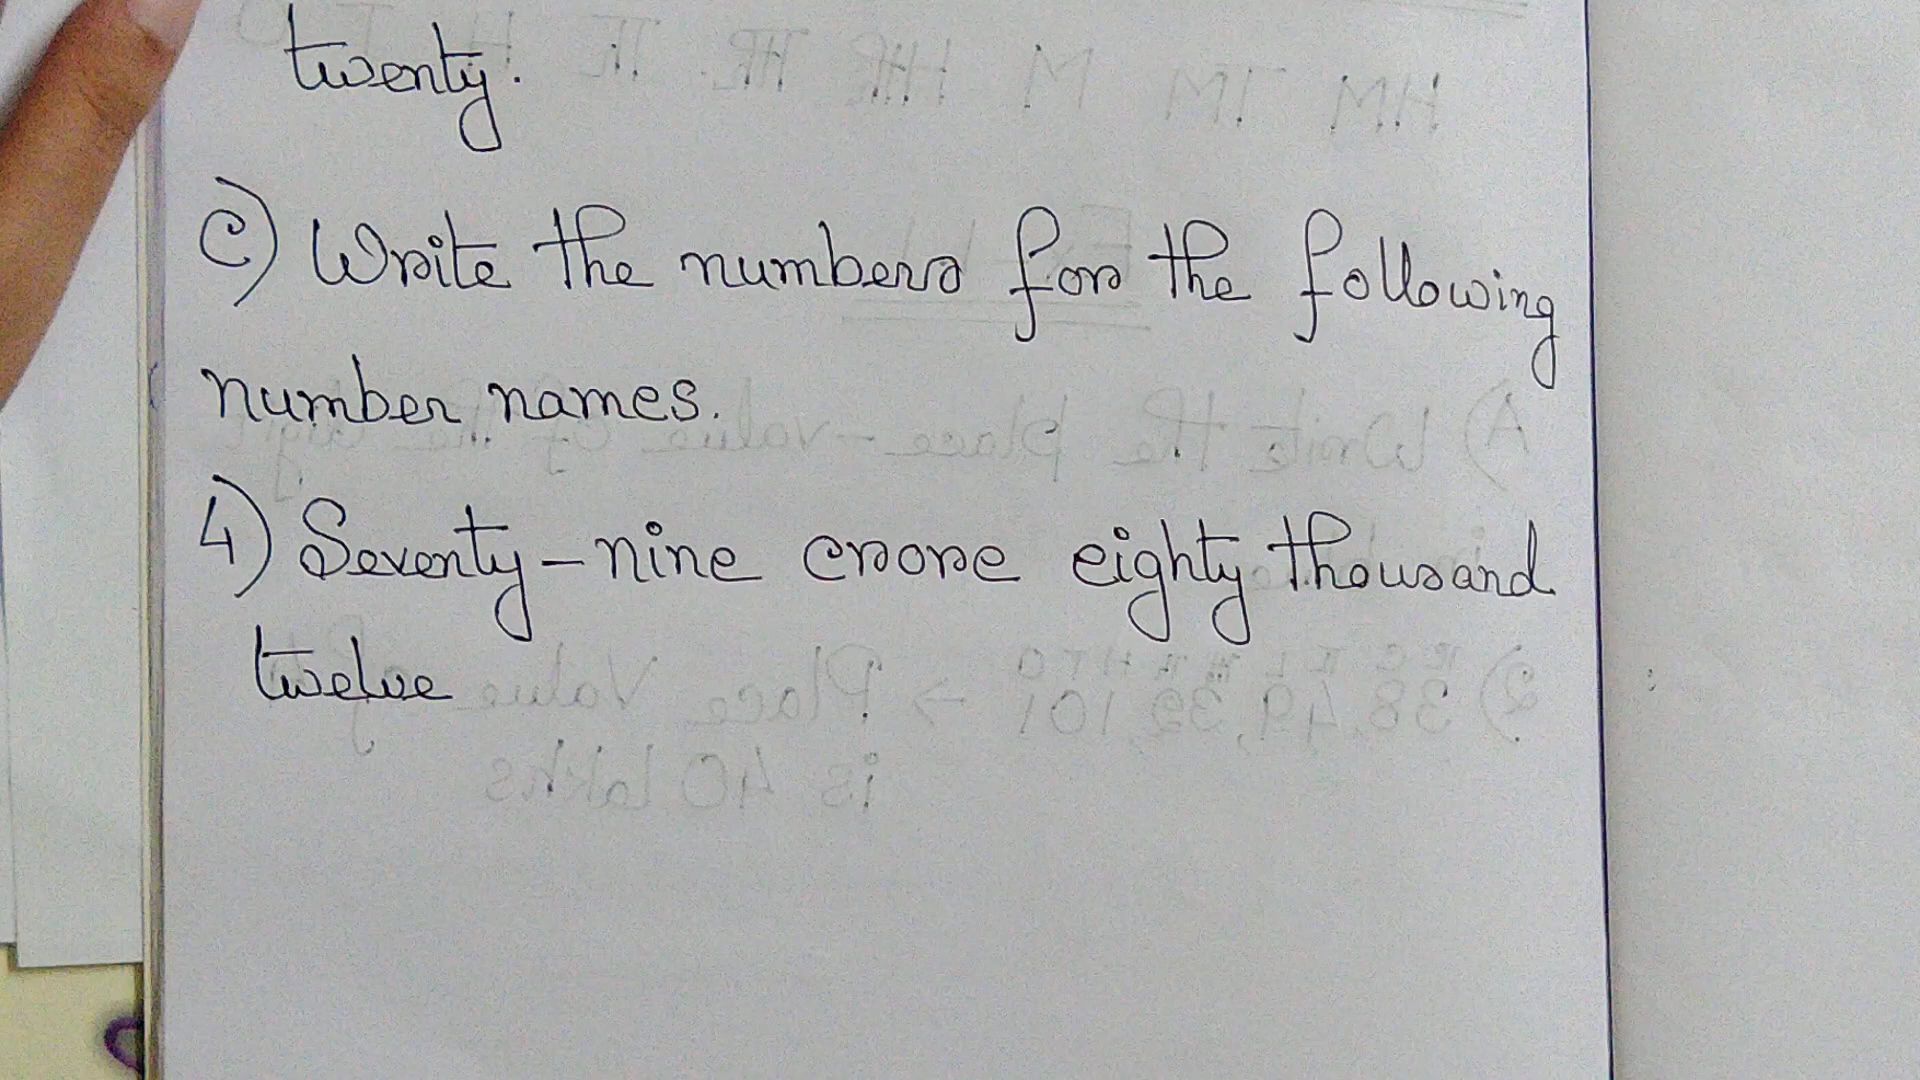 twenty.
C) Write the numbers for the following
number names.
4) Seventy-nine crore eighty thousand
twelve